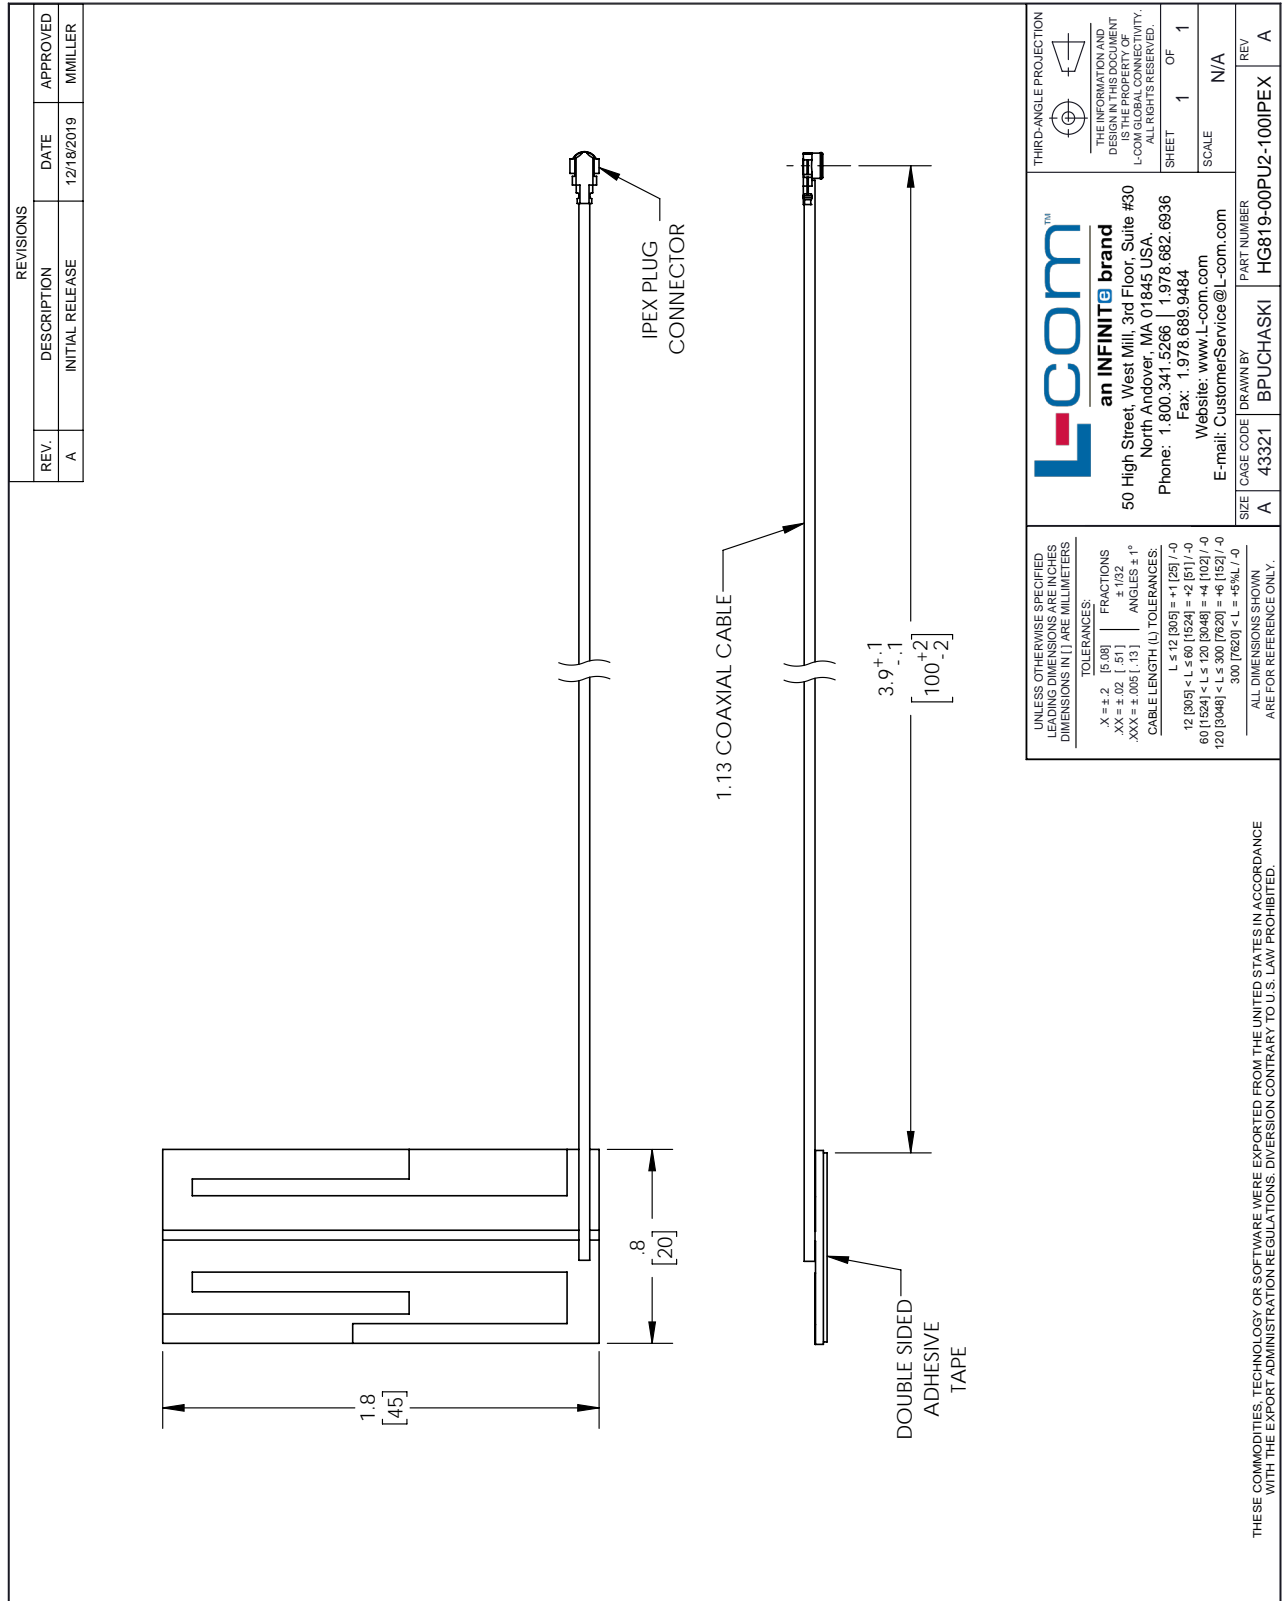 REVISIONS
REV. DESCRIPTION DATE APPROVED
A INITIAL RELEASE 12/18/2019 MMILLER
IPEX PLUG
CONNECTOR
1.13 COAXIAL CABLE
3.9 +.1 -.1
[100 +2 -2]
.8
[20]
1.8
[45]
DOUBLE SIDED
ADHESIVE
TAPE
UNLESS OTHERWISE SPECIFIED
LEADING DIMENSIONS ARE INCHES
DIMENSIONS IN [ ] ARE MILLIMETERS
TOLERANCES:
.X = ±.2 [5.08] FRACTIONS
.XX = ±.02 [.51] ± 1/32
.XXX = ±.005 [.13] ANGLES ± 1°
CABLE LENGTH (L) TOLERANCES:
L ≤ 12 [305] = +1 [25] / -0
12 [305] < L ≤ 60 [1524] = +2 [51] / -0
60 [1524] < L ≤ 120 [3048] = +4 [102] / -0
120 [3048] < L ≤ 300 [7620] = +6 [152] / -0
300 [7620] < L = +5%L / -0
ALL DIMENSIONS SHOWN
ARE FOR REFERENCE ONLY.
L-com™
an INFINITe brand
50 High Street, West Mill, 3rd Floor, Suite #30
North Andover, MA 01845 USA.
Phone: 1.800.341.5266 | 1.978.682.6936
Fax: 1.978.689.9484
Website: www.L-com.com
E-mail: CustomerService@L-com.com
THIRD-ANGLE PROJECTION
THE INFORMATION AND
DESIGN IN THIS DOCUMENT
IS THE PROPERTY OF
L-COM GLOBAL CONNECTIVITY.
ALL RIGHTS RESERVED.
SHEET 1 OF 1
SCALE N/A
SIZE CAGE CODE DRAWN BY PART NUMBER REV
A 43321 BPUCHASKI HG819-00PU2-100IPEX A
THESE COMMODITIES, TECHNOLOGY OR SOFTWARE WERE EXPORTED FROM THE UNITED STATES IN ACCORDANCE
WITH THE EXPORT ADMINISTRATION REGULATIONS. DIVERSION CONTRARY TO U.S. LAW PROHIBITED.